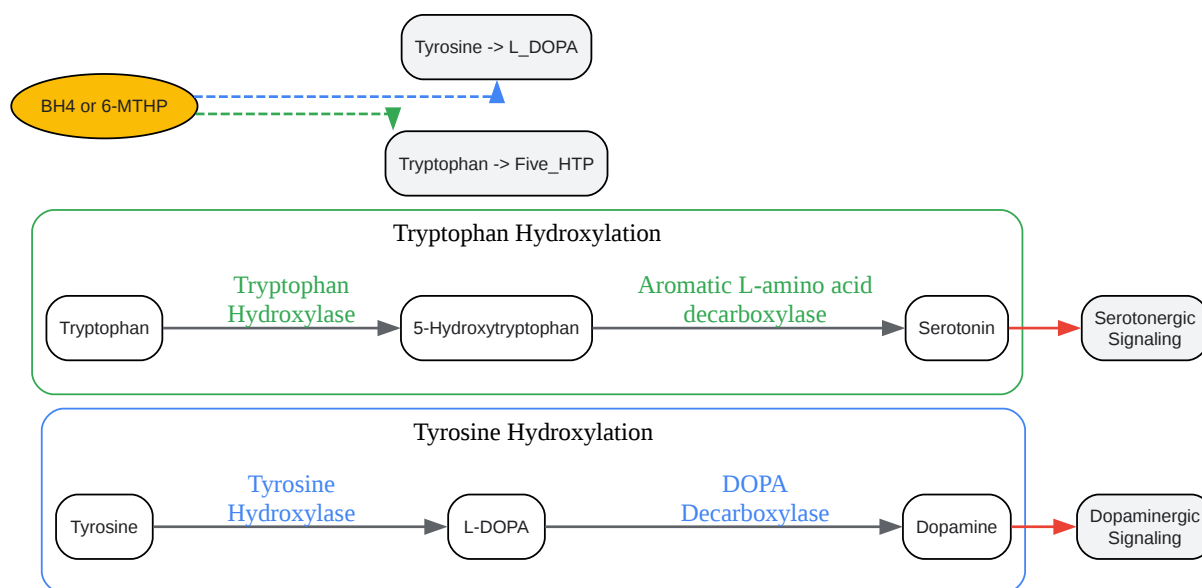 Tyrosine -> L_DOPA
BH4 or 6-MTHP
Tryptophan -> Five_HTP
Tryptophan Hydroxylation
Tryptophan
Hydroxylase
Aromatic L-amino acid
decarboxylase
Tryptophan
5-Hydroxytryptophan
Serotonin
Serotonergic
Signaling
Tyrosine Hydroxylation
Tyrosine
Hydroxylase
DOPA
Decarboxylase
Tyrosine
L-DOPA
Dopamine
Dopaminergic
Signaling